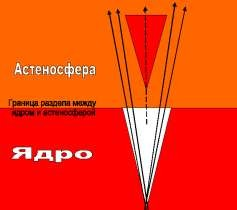 Астеносфера
Граница раздела между
ядром и астеносферой
Ядро